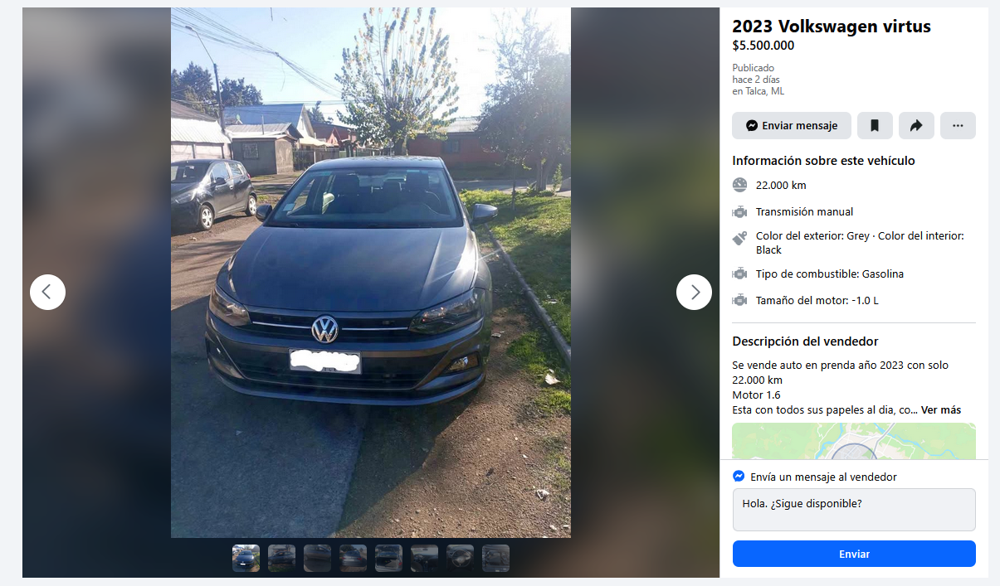 2023 Volkswagen virtus
$5.500.000
Publicado
hace 2 días
en Talca, ML
Enviar mensaje
Información sobre este vehículo
22.000 km
Transmisión manual
Color del exterior: Grey · Color del interior:
Black
Tipo de combustible: Gasolina
Tamaño del motor: -1.0 L
Descripción del vendedor
Se vende auto en prenda año 2023 con solo
22.000 km
Motor 1.6
Esta con todos sus papeles al dia, co... Ver más
Envía un mensaje al vendedor
Hola. ¿Sigue disponible?
Enviar